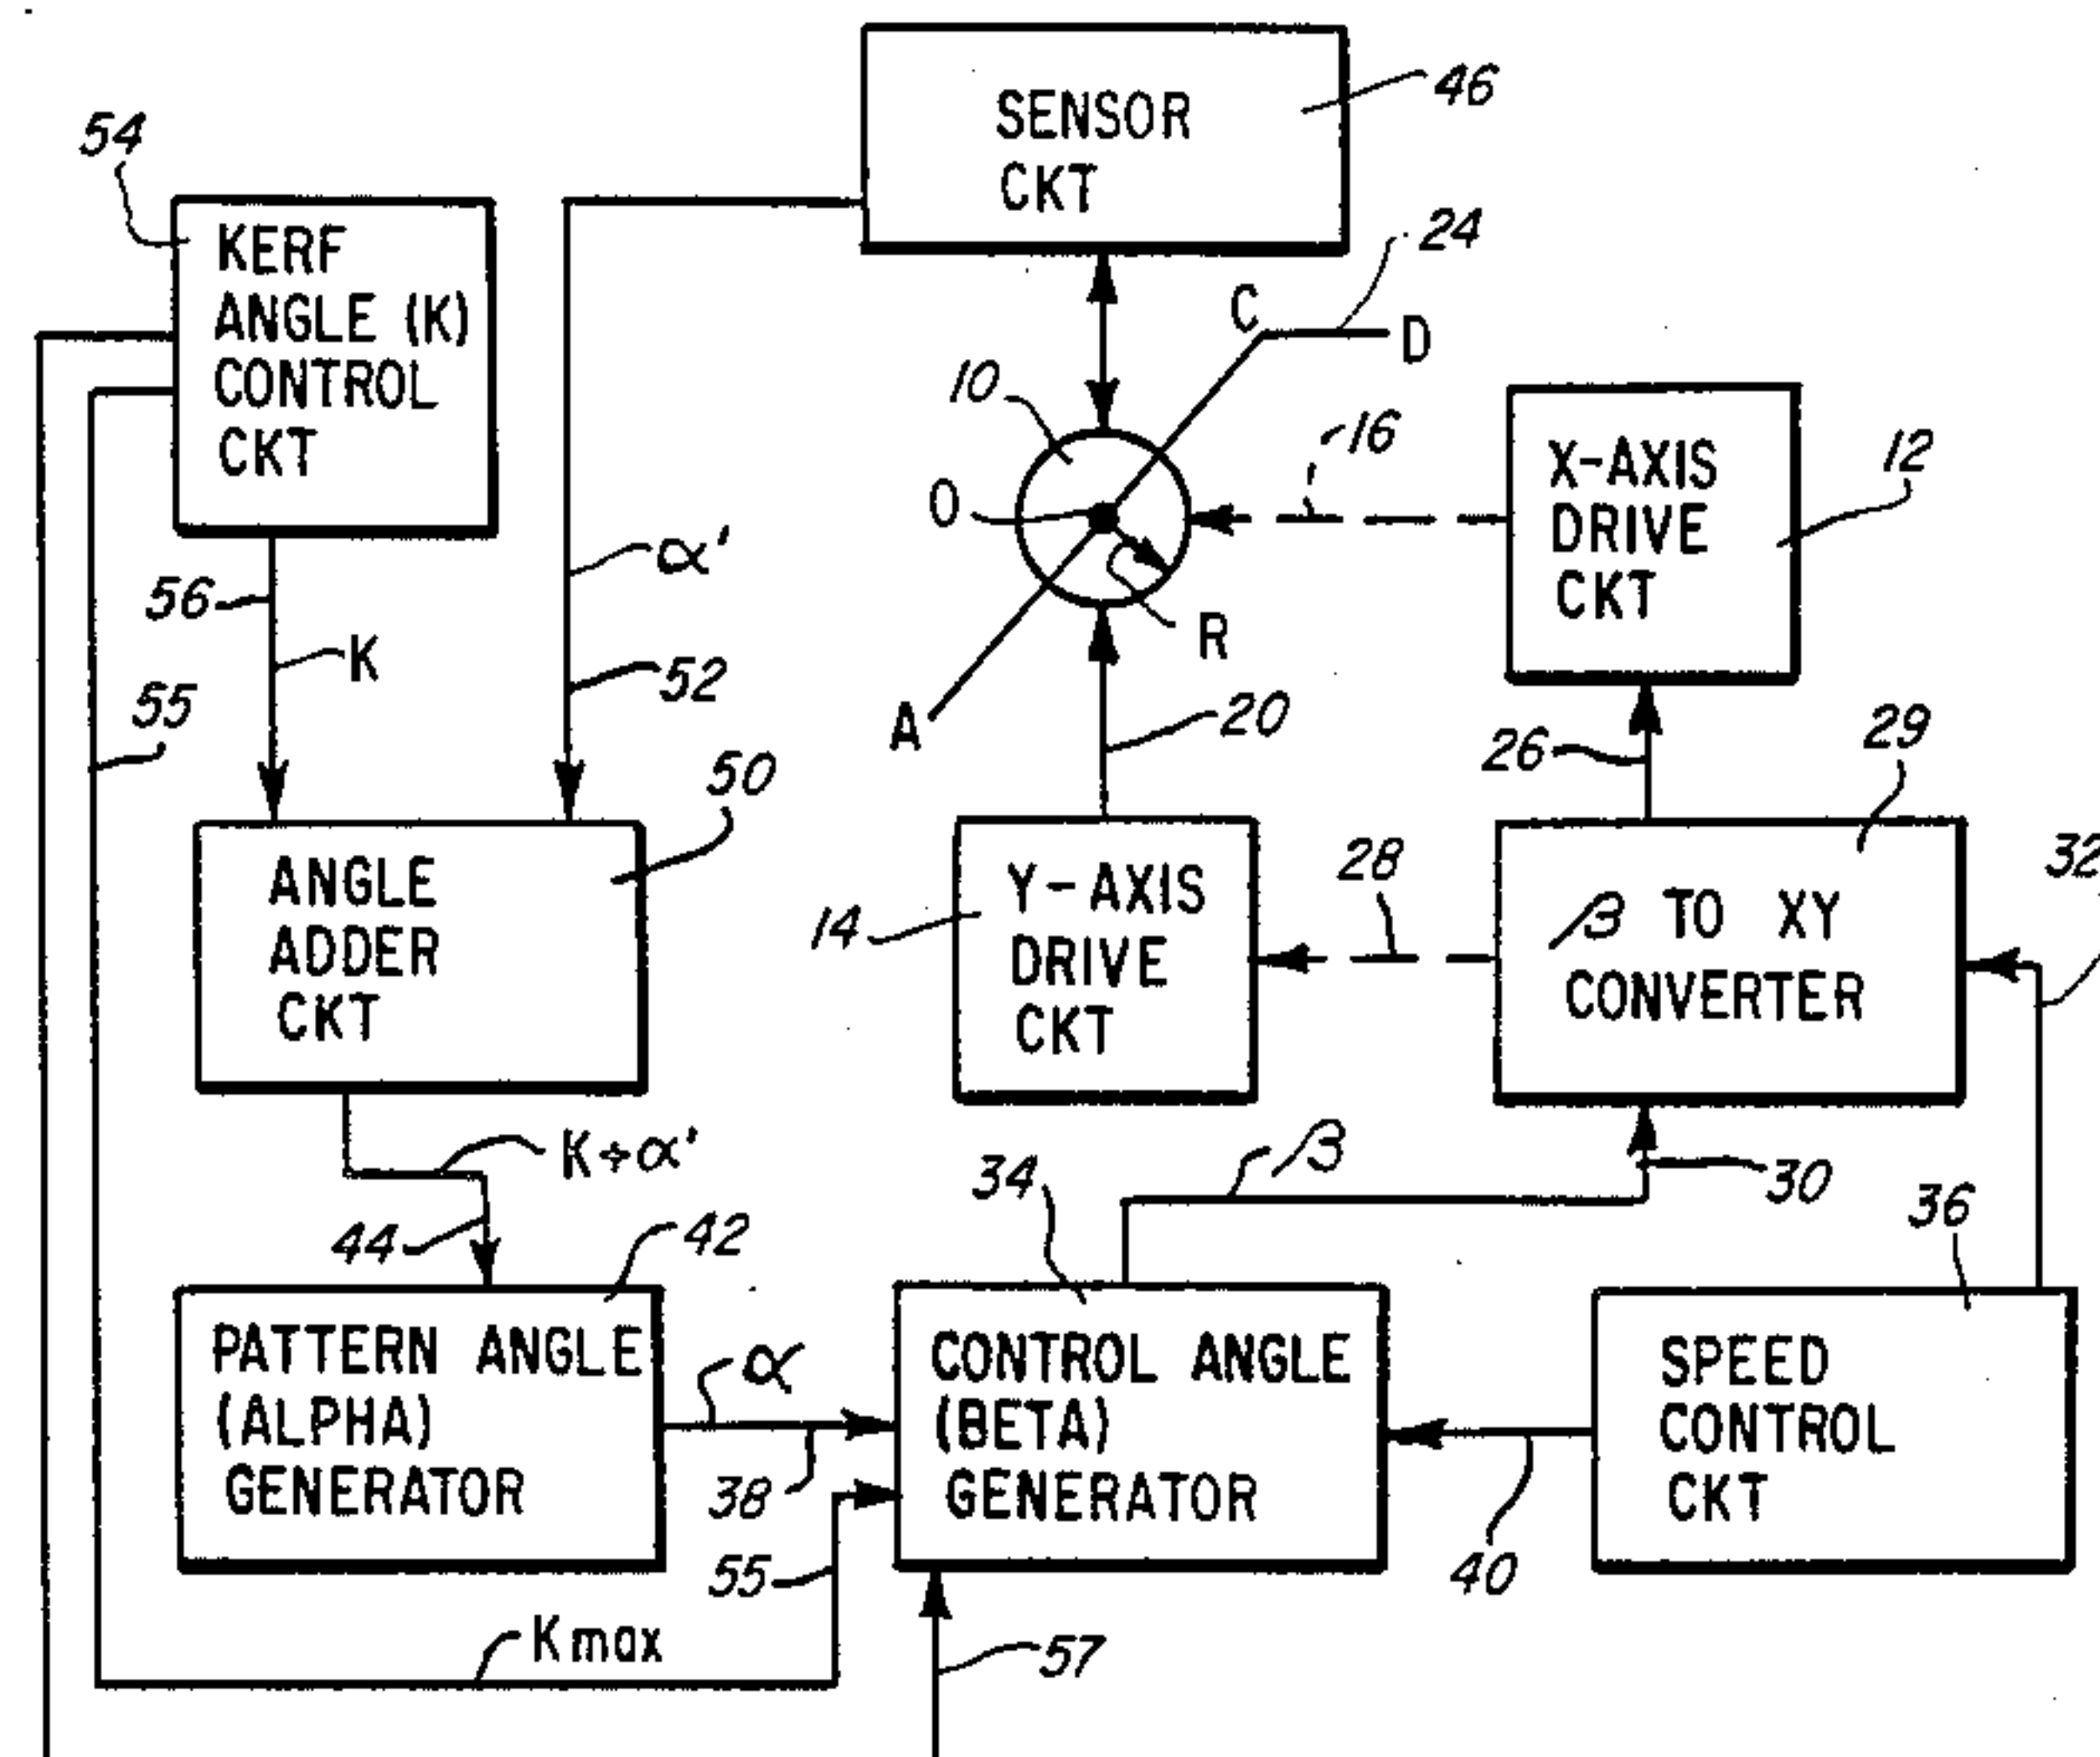 SENSOR
CKT
46
54
KERF
ANGLE (K)
CONTROL
CKT
24
C
D
10
O
16
X-AXIS
DRIVE
CKT
12
α'
56
K
52
R
A
20
55
26
29
50
ANGLE
ADDER
CKT
14
Y-AXIS
DRIVE
CKT
28
β TO XY
CONVERTER
32
K+α'
44
42
34
β
30
36
PATTERN ANGLE
(ALPHA)
GENERATOR
α
38
CONTROL ANGLE
(BETA)
GENERATOR
SPEED
CONTROL
CKT
40
55
Kmax
57